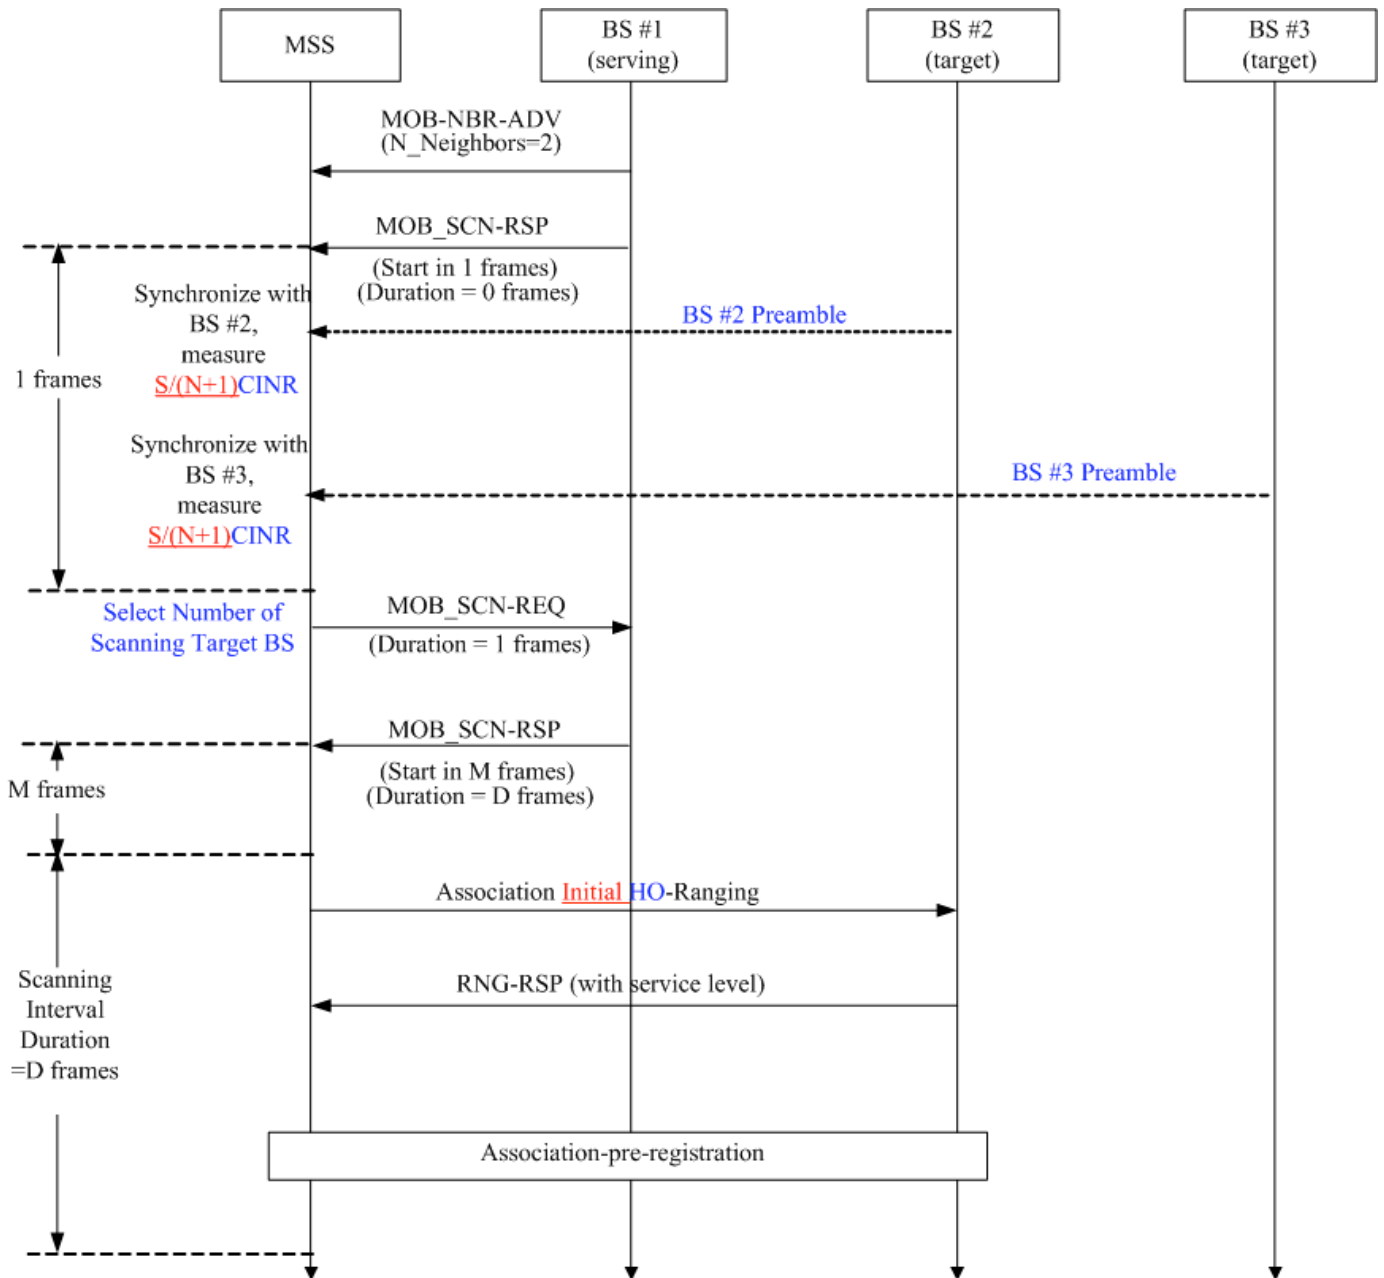 MSS
BS #1
(serving)
BS #2
(target)
BS #3
(target)
MOB-NBR-ADV
(N_Neighbors=2)
MOB_SCN-RSP
(Start in 1 frames)
(Duration = 0 frames)
Synchronize with
BS #2,
measure
S/(N+1)CINR
BS #2 Preamble
1 frames
Synchronize with
BS #3,
measure
S/(N+1)CINR
BS #3 Preamble
Select Number of
Scanning Target BS
MOB_SCN-REQ
(Duration = 1 frames)
MOB_SCN-RSP
(Start in M frames)
(Duration = D frames)
M frames
Association Initial HO-Ranging
RNG-RSP (with service level)
Scanning
Interval
Duration
=D frames
Association-pre-registration